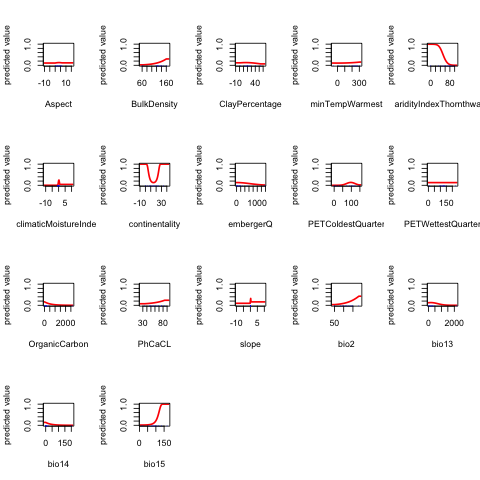 predicted value 0.0 1.0 -10 10 Aspect
predicted value 0.0 1.0 60 160 BulkDensity
predicted value 0.0 1.0 -10 40 ClayPercentage
predicted value 0.0 1.0 0 300 minTempWarmest
predicted value 0.0 1.0 0 80 aridityIndexThornthwa
predicted value 0.0 1.0 -10 5 climaticMoistureInde
predicted value 0.0 1.0 -10 30 continentality
predicted value 0.0 1.0 0 1000 embergerQ
predicted value 0.0 1.0 0 100 PETColdestQuarter
predicted value 0.0 1.0 0 150 PETWettestQuarter
predicted value 0.0 1.0 0 2000 OrganicCarbon
predicted value 0.0 1.0 30 80 PhCaCL
predicted value 0.0 1.0 -10 5 slope
predicted value 0.0 1.0 50 bio2
predicted value 0.0 1.0 0 2000 bio13
predicted value 0.0 1.0 0 150 bio14
predicted value 0.0 1.0 0 150 bio15